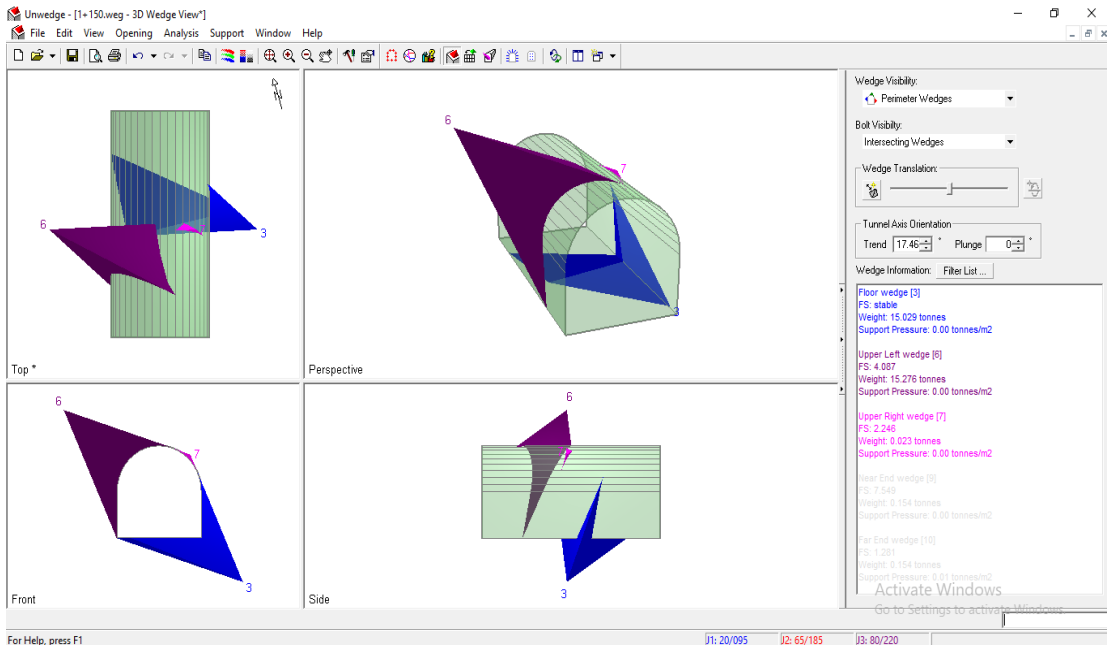 Unwedge - [1+150.weg - 3D Wedge View*]
File Edit View Opening Analysis Support Window Help
N
6
3
Top *
6
7
3
Perspective
6
7
3
Front
6
3
Side
Wedge Visibility:
Perimeter Wedges
Bolt Visibilty:
Intersecting Wedges
Wedge Translation:
Tunnel Axis Orientation
Trend 17.46 ° Plunge 0 °
Wedge Information: Filter List ...
Floor wedge [3]
FS: stable
Weight: 15.029 tonnes
Support Pressure: 0.00 tonnes/m2
Upper Left wedge [6]
FS: 4.087
Weight: 15.276 tonnes
Support Pressure: 0.00 tonnes/m2
Upper Right wedge [7]
FS: 2.246
Weight: 0.023 tonnes
Support Pressure: 0.00 tonnes/m2
Near End wedge [9]
FS: 7.549
Weight: 0.154 tonnes
Support Pressure: 0.00 tonnes/m2
Far End wedge [10]
FS: 1.281
Weight: 0.154 tonnes
Support Pressure: 0.01 tonnes/m2
Activate Windows
Go to Settings to activate Windows.
For Help, press F1
J1: 20/095
J2: 65/185
J3: 80/220